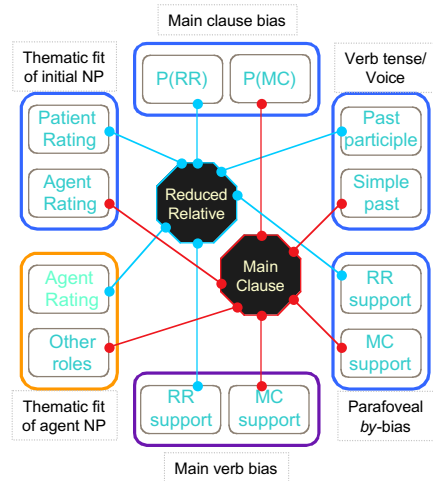 Main clause bias
Thematic fit
of initial NP
Verb tense/
Voice
P(RR)
P(MC)
Patient
Rating
Agent
Rating
Past
participle
Simple
past
Reduced
Relative
Main
Clause
Agent
Rating
Other
roles
RR
support
MC
support
RR
support
MC
support
Thematic fit
of agent NP
Parafoveal
by-bias
Main verb bias